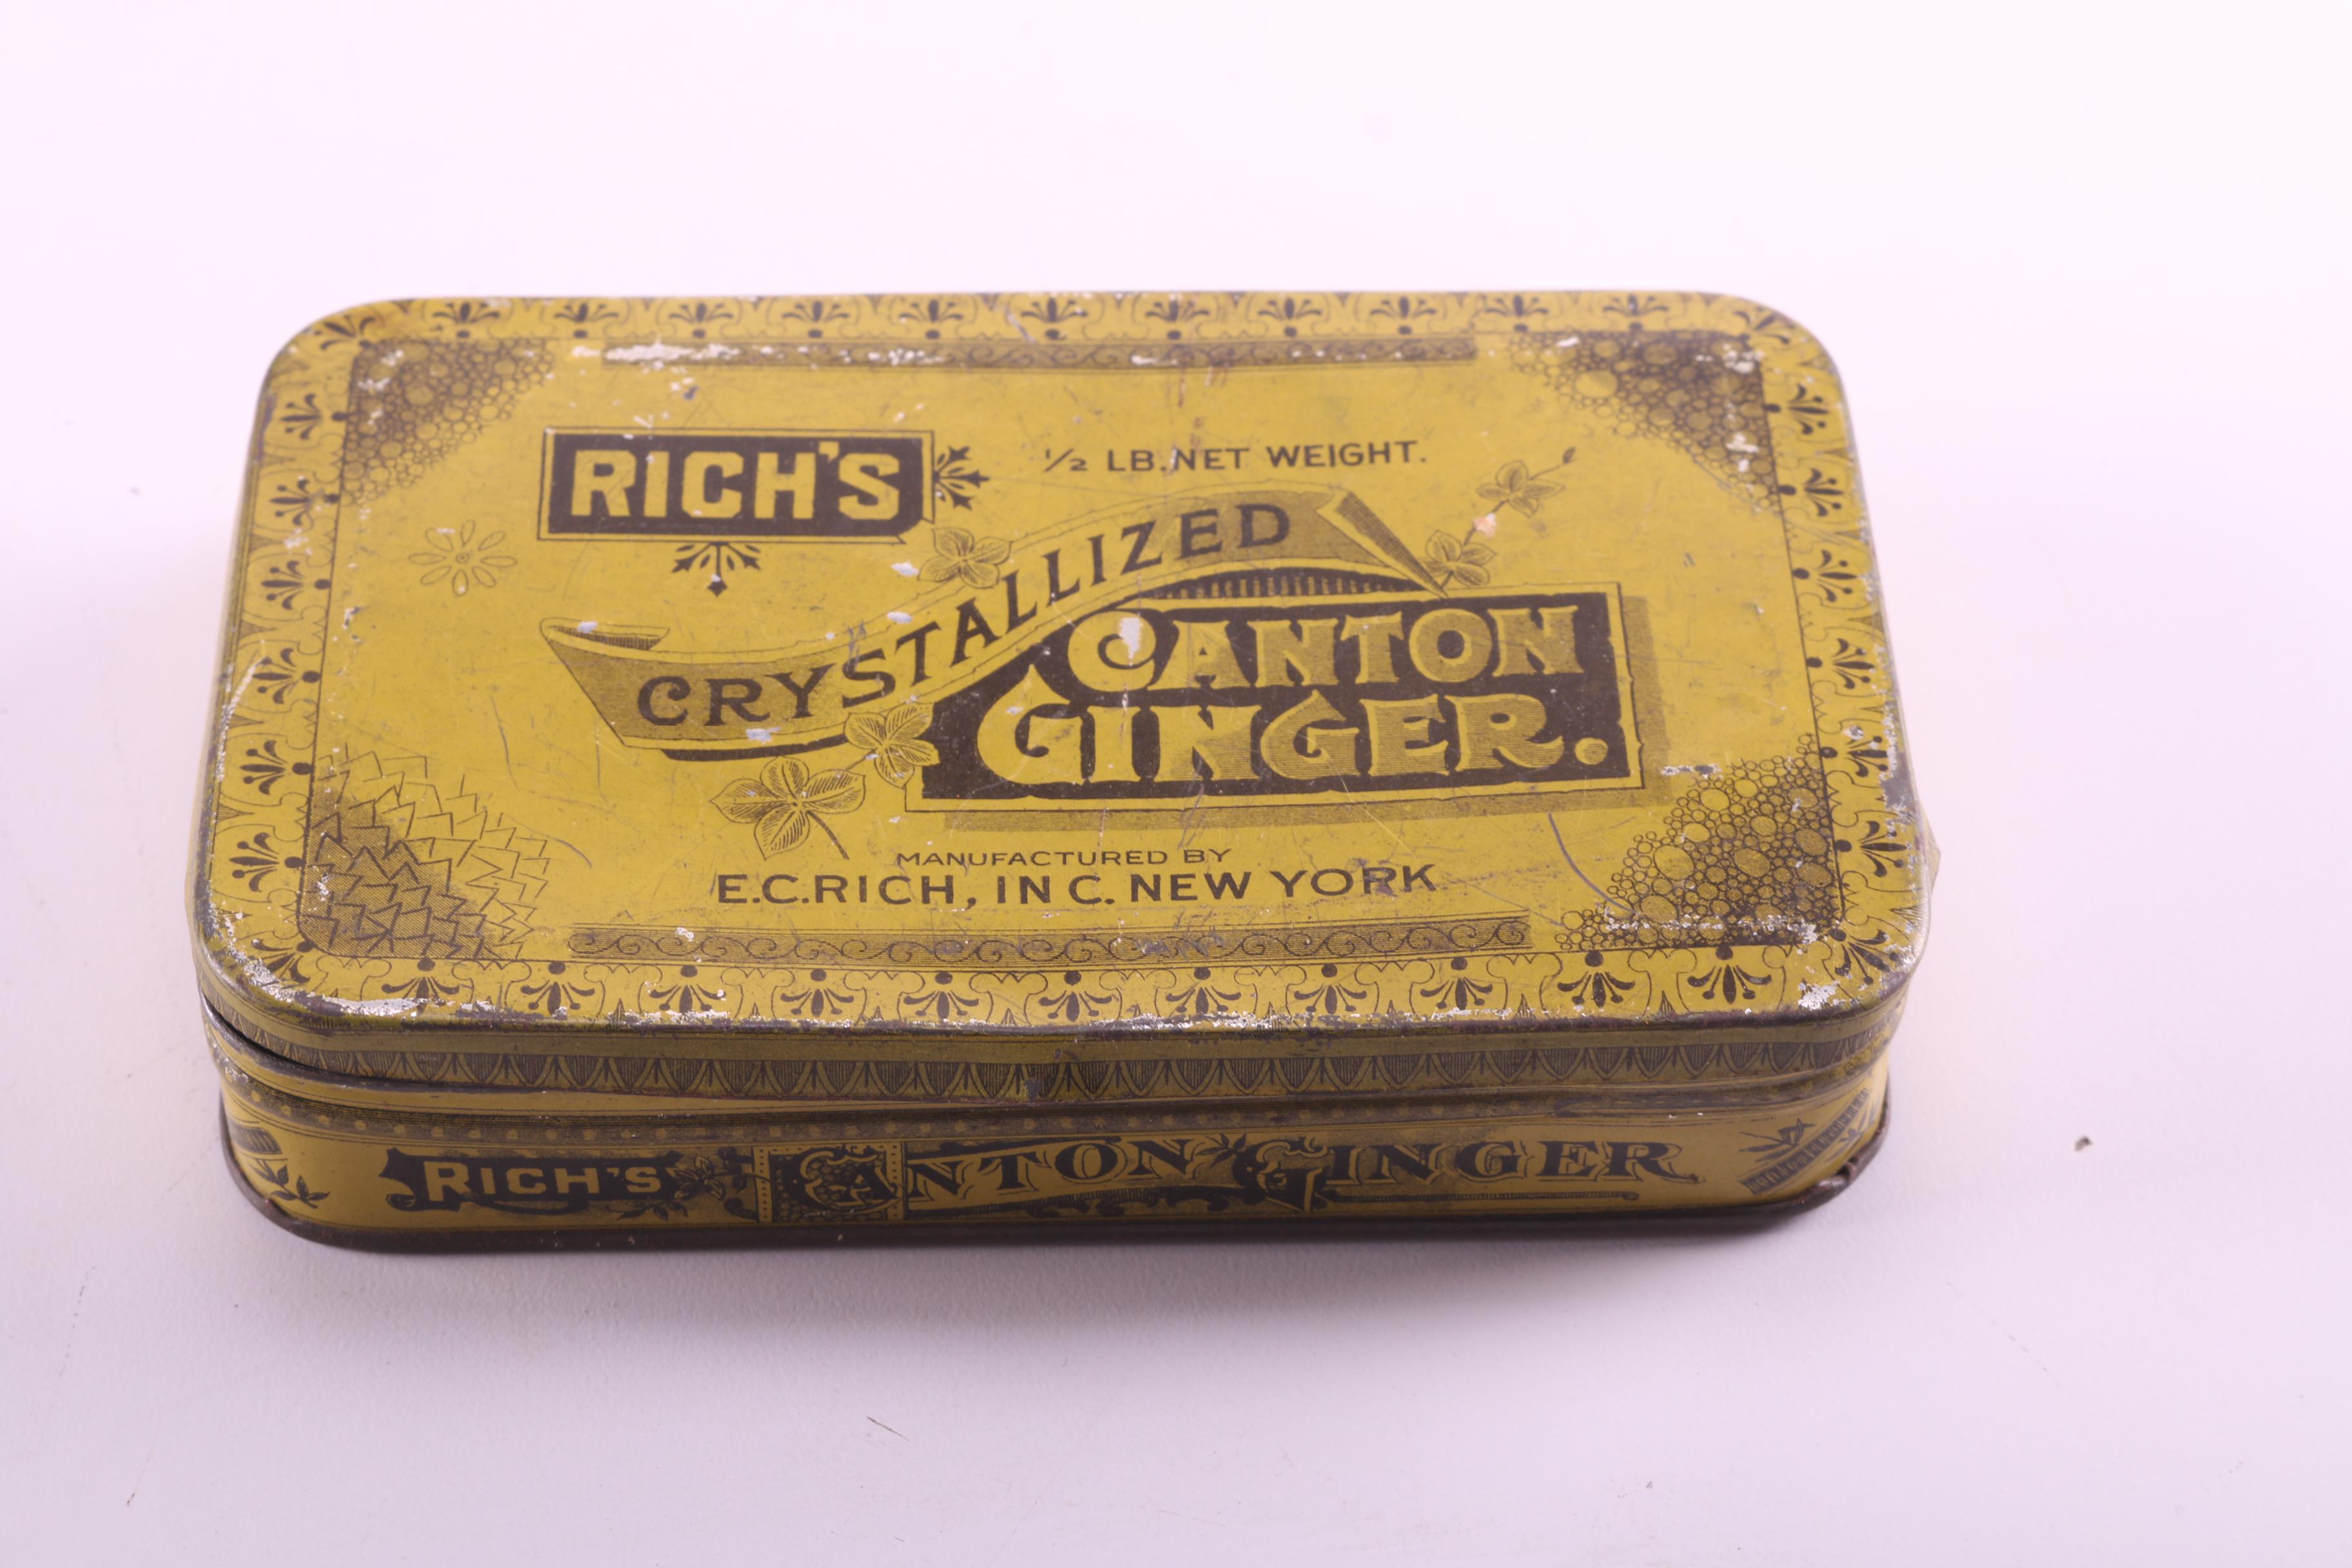 RICH'S
1/2 LB. NET WEIGHT.
CRYSTALLIZED
CANTON
GINGER.
MANUFACTURED BY
E.C.RICH, INC. NEW YORK
RICH'S CANTON GINGER